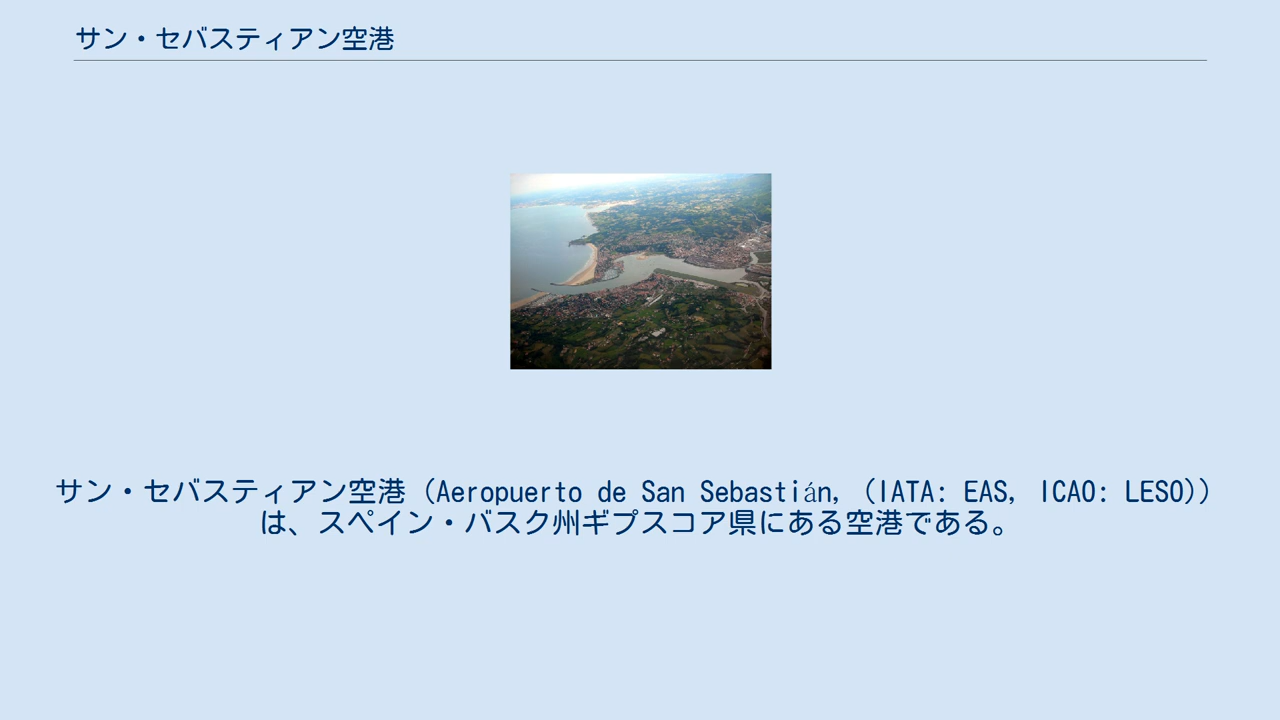 サン・セバスティアン空港
サン・セバスティアン空港（Aeropuerto de San Sebastián, (IATA: EAS, ICAO: LESO)）
は、スペイン・バスク州ギプスコア県にある空港である。